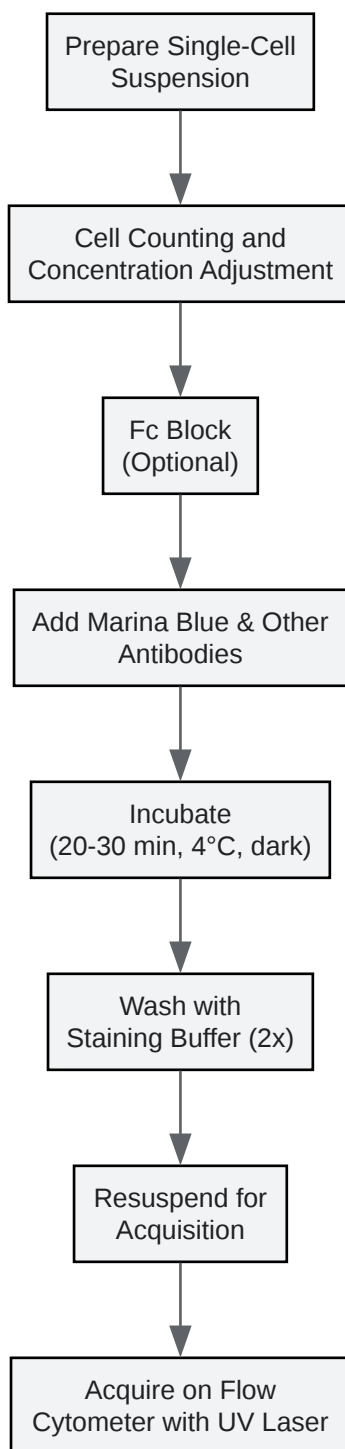 Prepare Single-Cell
Suspension
Cell Counting and
Concentration Adjustment
Fc Block
(Optional)
Add Marina Blue & Other
Antibodies
Incubate
(20-30 min, 4°C, dark)
Wash with
Staining Buffer (2x)
Resuspend for
Acquisition
Acquire on Flow
Cytometer with UV Laser